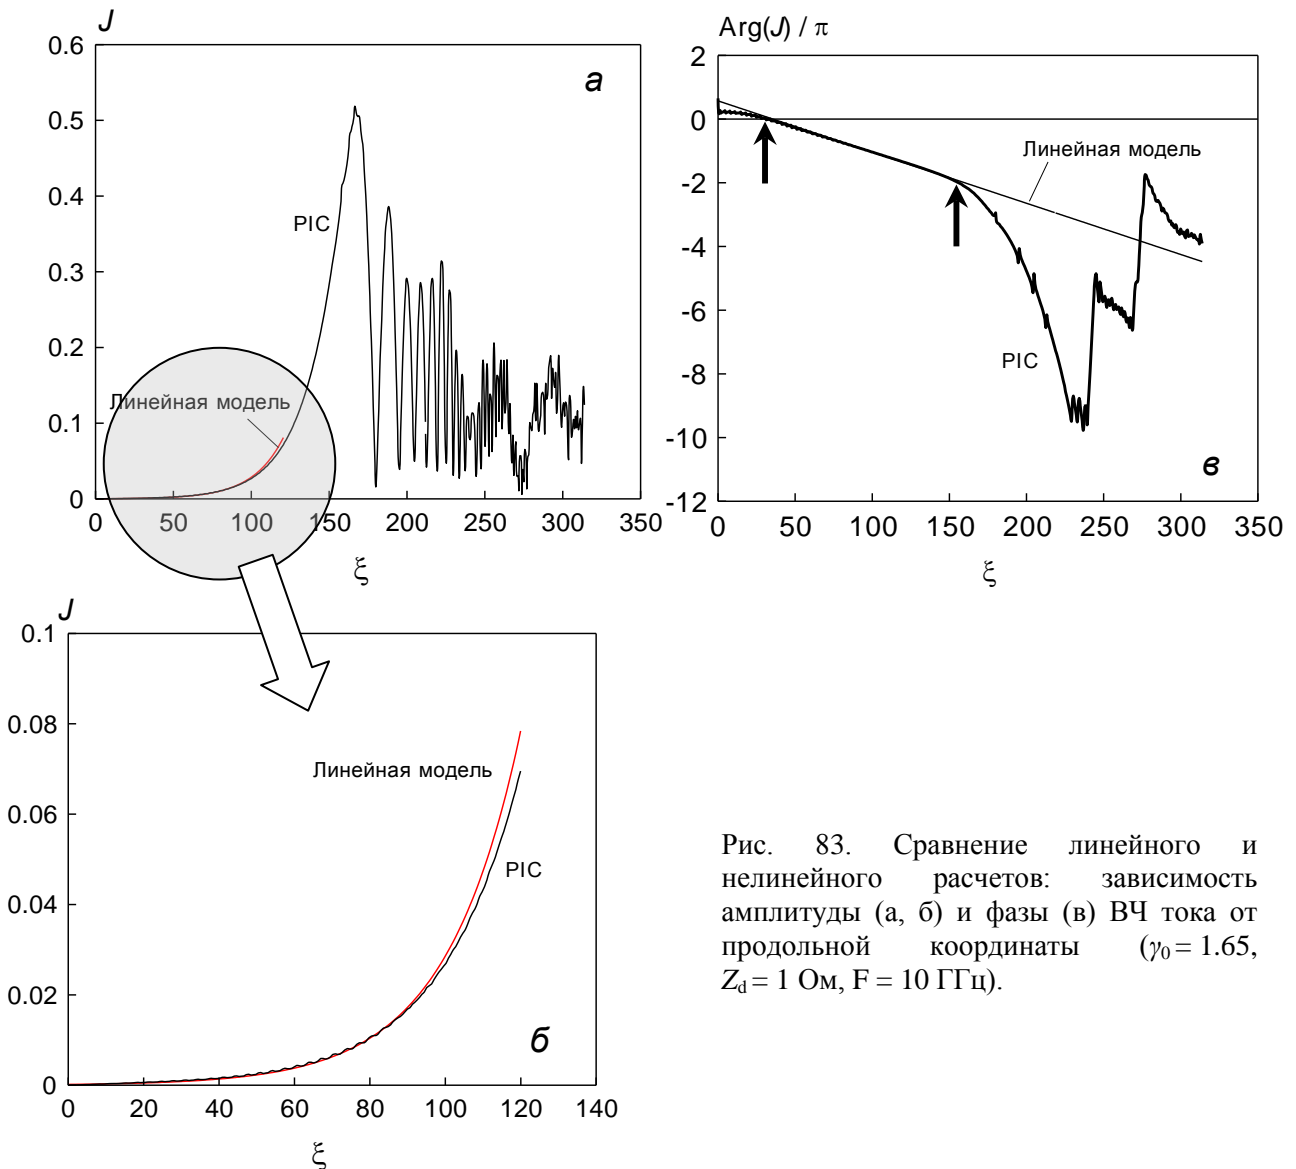 J
0.6
0.5
0.4
0.3
0.2
0.1
0
а
PIC
Линейная модель
0 50 100 150 200 250 300 350
ξ
Arg(J) / π
2
0
-2
-4
-6
-8
-10
-12
Линейная модель
PIC
в
0 50 100 150 200 250 300 350
ξ
J
0.1
0.08
0.06
0.04
0.02
0
Линейная модель
PIC
б
0 20 40 60 80 100 120 140
ξ
Рис. 83. Сравнение линейного и
нелинейного расчетов: зависимость
амплитуды (а, б) и фазы (в) ВЧ тока от
продольной координаты (γ₀ = 1.65,
Z_d = 1 Ом, F = 10 ГГц).